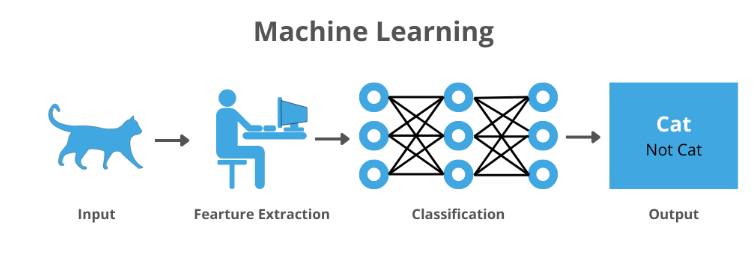 Machine Learning
Cat
Not Cat
Input
Fearture Extraction
Classification
Output